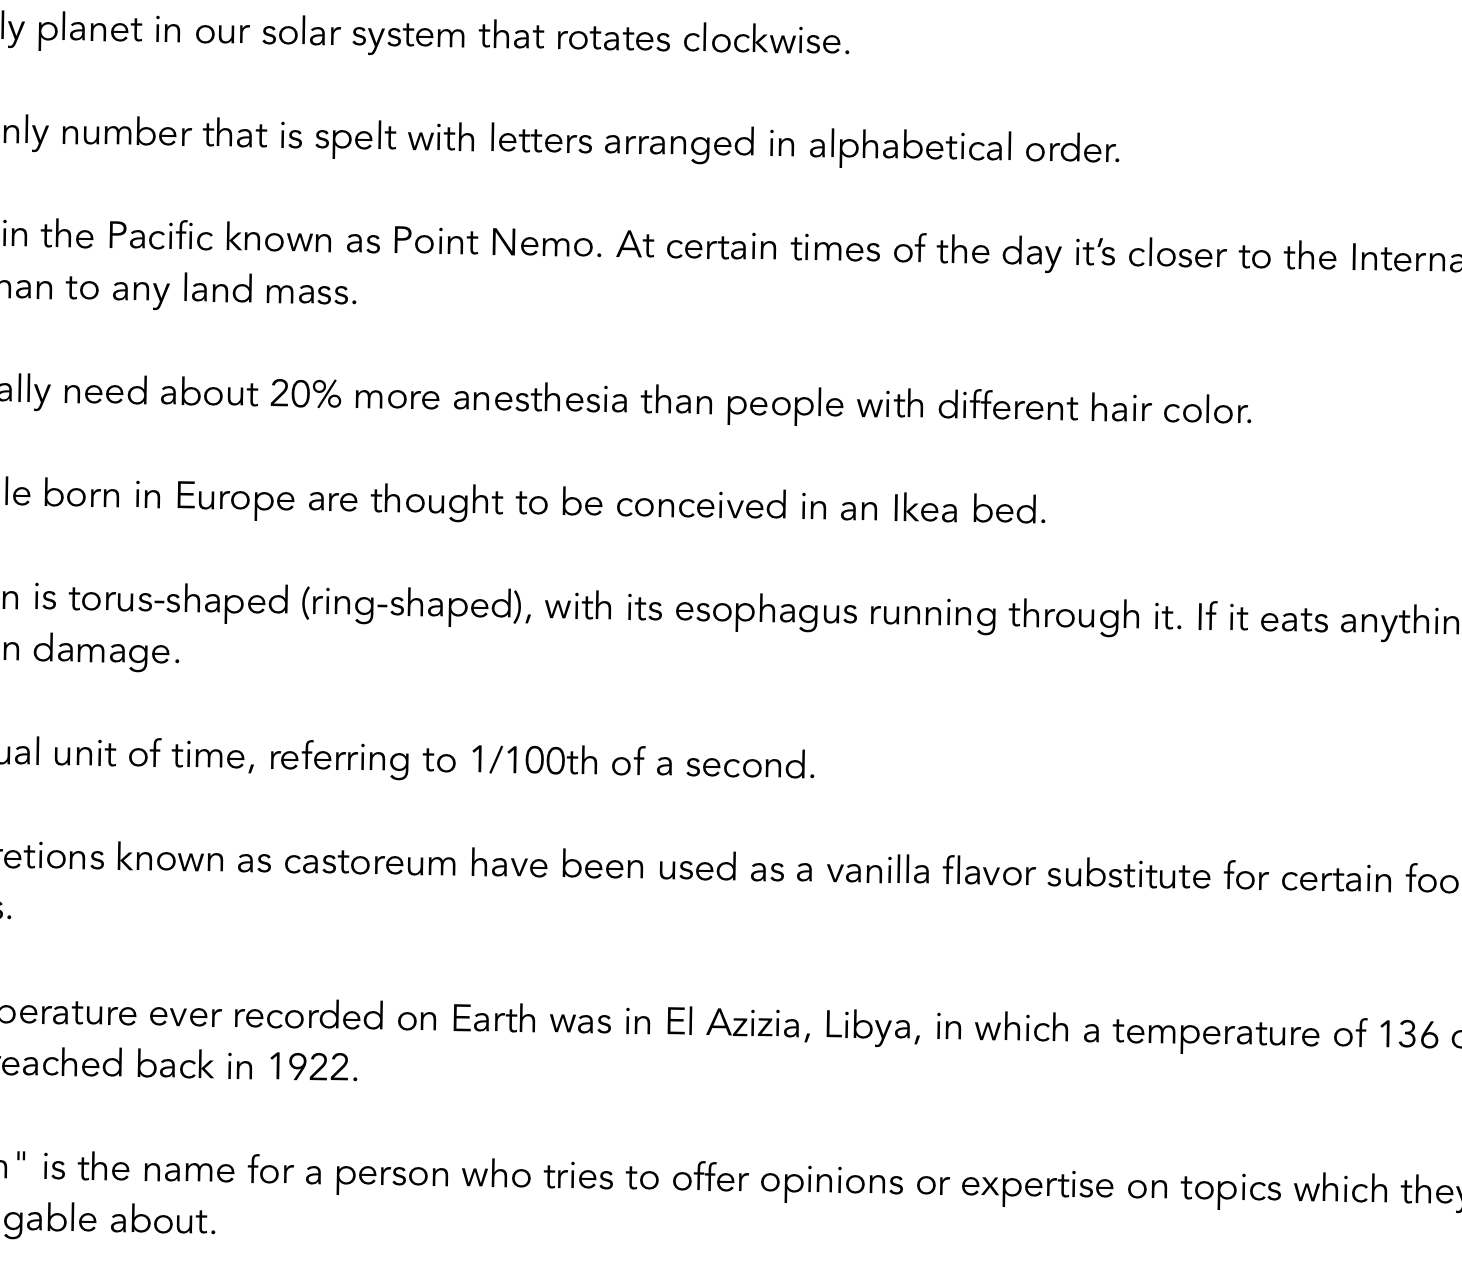 ly planet in our solar system that rotates clockwise.
nly number that is spelt with letters arranged in alphabetical order.
in the Pacific known as Point Nemo. At certain times of the day it’s closer to the Interna
han to any land mass.
ally need about 20% more anesthesia than people with different hair color.
le born in Europe are thought to be conceived in an Ikea bed.
n is torus-shaped (ring-shaped), with its esophagus running through it. If it eats anythin
n damage.
ual unit of time, referring to 1/100th of a second.
retions known as castoreum have been used as a vanilla flavor substitute for certain foo
s.
perature ever recorded on Earth was in El Azizia, Libya, in which a temperature of 136
reached back in 1922.
n" is the name for a person who tries to offer opinions or expertise on topics which they
gable about.